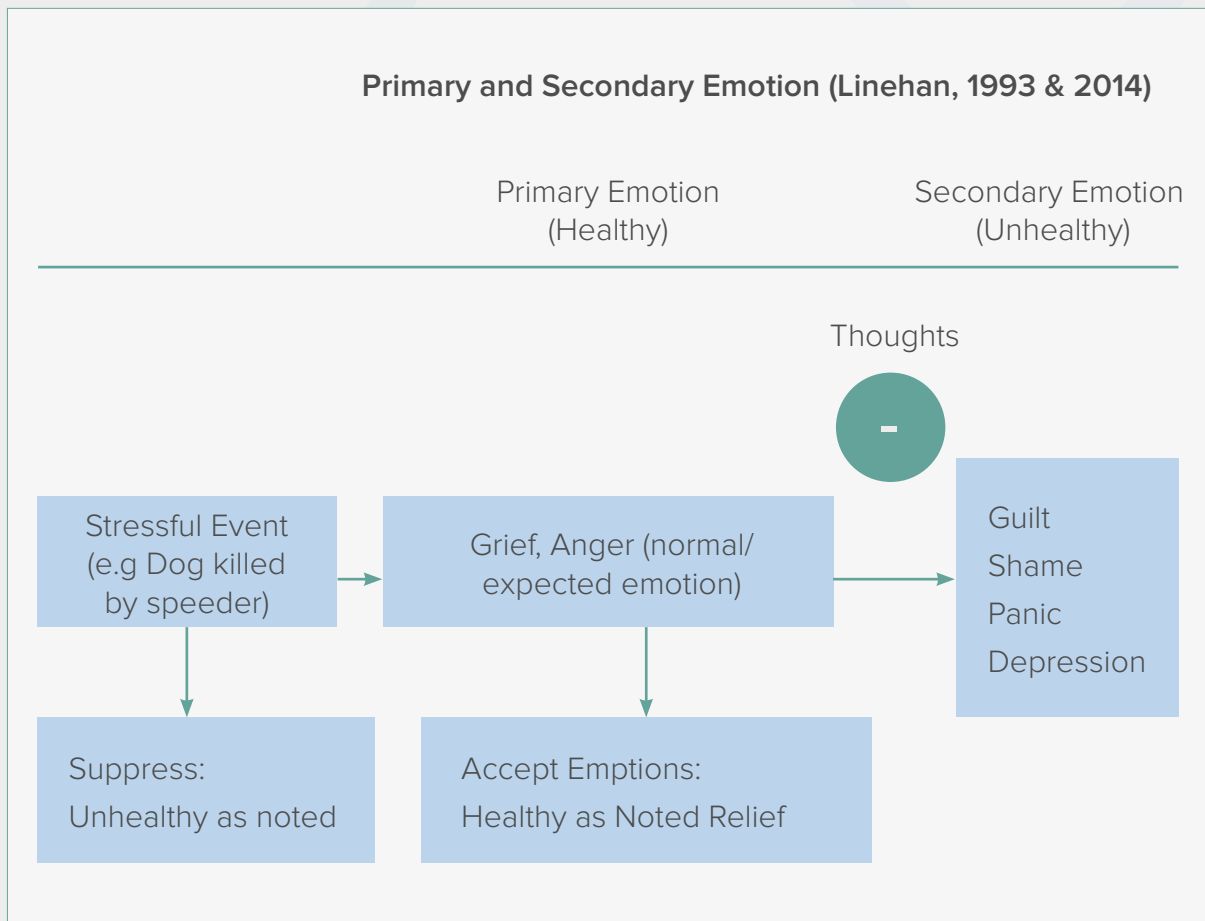 Primary and Secondary Emotion (Linehan, 1993 & 2014)
Primary Emotion
(Healthy)
Secondary Emotion
(Unhealthy)
Thoughts
-
Stressful Event
(e.g Dog killed
by speeder)
Grief, Anger (normal/
expected emotion)
Guilt
Shame
Panic
Depression
Suppress:
Unhealthy as noted
Accept Emptions:
Healthy as Noted Relief